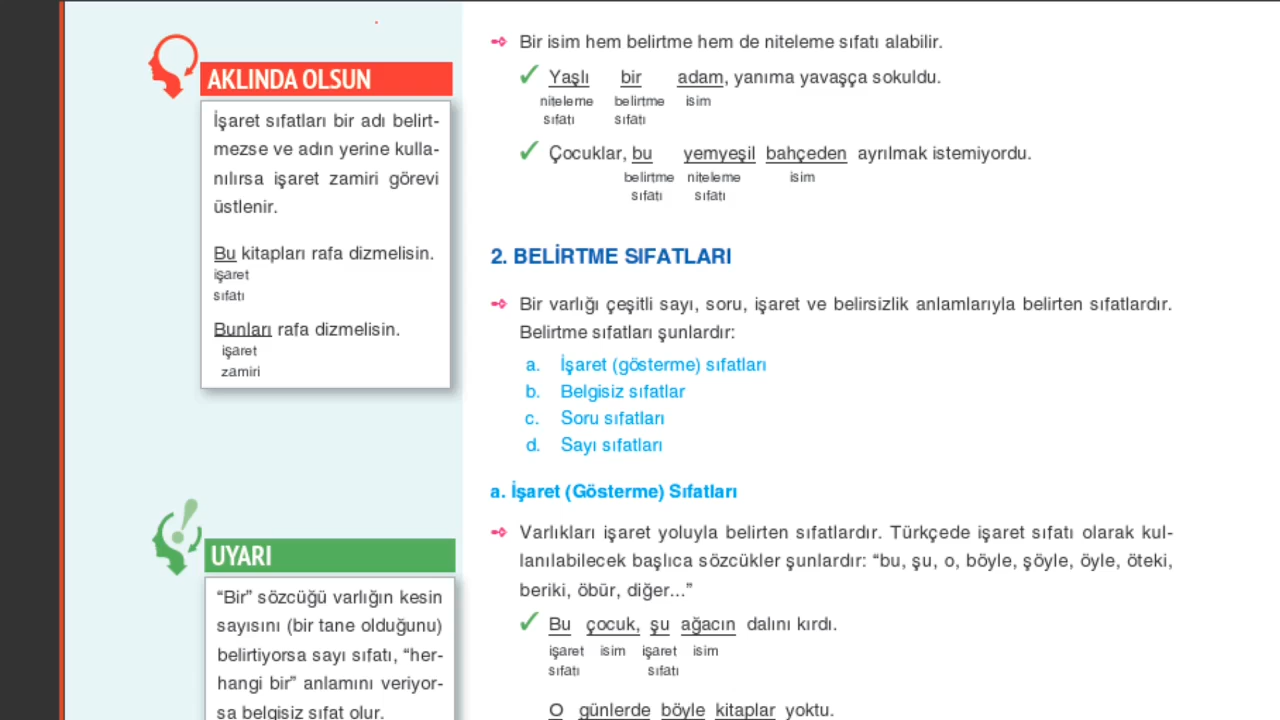 AKLINDA OLSUN
İşaret sıfatları bir adı belirt-
mezse ve adın yerine kulla-
nılırsa işaret zamiri görevi
üstlenir.
Bu kitapları rafa dizmelisin.
işaret
sıfatı
Bunları rafa dizmelisin.
işaret
zamiri
UYARI
“Bir” sözcüğü varlığın kesin
sayısını (bir tane olduğunu)
belirtiyorsa sayı sıfatı, “her-
hangi bir” anlamını veriyor-
sa belgisiz sıfat olur.
Bir isim hem belirtme hem de niteleme sıfatı alabilir.
Yaşlı bir adam, yanıma yavaşça sokuldu.
niteleme belirtme isim
sıfatı sıfatı
Çocuklar, bu yemyeşil bahçeden ayrılmak istemiyordu.
belirtme niteleme isim
sıfatı sıfatı
2. BELİRTME SIFATLARI
Bir varlığı çeşitli sayı, soru, işaret ve belirsizlik anlamlarıyla belirten sıfatlardır.
Belirtme sıfatları şunlardır:
a. İşaret (gösterme) sıfatları
b. Belgisiz sıfatlar
c. Soru sıfatları
d. Sayı sıfatları
a. İşaret (Gösterme) Sıfatları
Varlıkları işaret yoluyla belirten sıfatlardır. Türkçede işaret sıfatı olarak kul-
lanılabilecek başlıca sözcükler şunlardır: “bu, şu, o, böyle, şöyle, öyle, öteki,
beriki, öbür, diğer...”
Bu çocuk, şu ağacın dalını kırdı.
işaret isim işaret isim
sıfatı sıfatı
O günlerde böyle kitaplar yoktu.